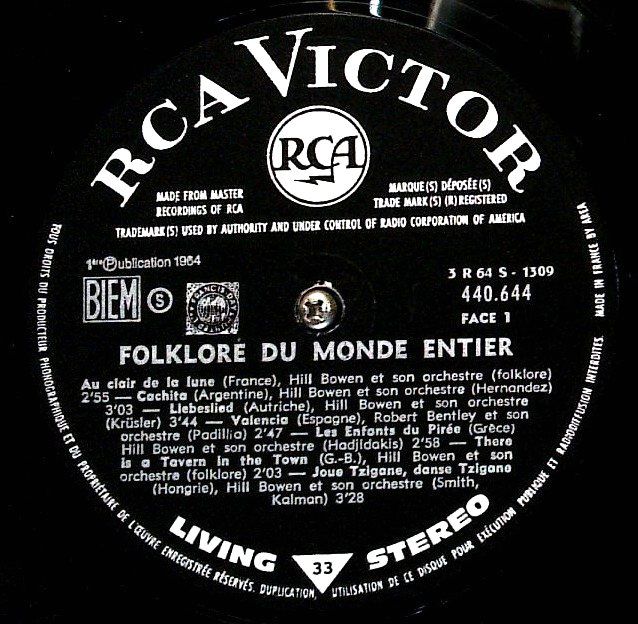 RCA VICTOR
RCA
MADE FROM MASTER
RECORDINGS OF RCA
MARQUE(S) DÉPOSÉE(S)
TRADE MARK(S) (R) REGISTERED
TRADEMARK(S) USED BY AUTHORITY AND UNDER CONTROL OF RADIO CORPORATION OF AMERICA
1ère Ⓟublication 1964
BIEM
S
3 R 64 S - 1309
440.644
FACE 1
FOLKLORE DU MONDE ENTIER
Au clair de la lune (France), Hill Bowen et son orchestre (folklore)
2'55 — Cachita (Argentine), Hill Bowen et son orchestre (Hernandez)
3'03 — Liebeslied (Autriche), Hill Bowen et son orchestre
(Krüsler) 3'44 — Valencia (Espagne), Robert Bentley et son
orchestre (Padillia) 2'47 — Les Enfants du Pirée (Grèce)
Hill Bowen et son orchestre (Hadjidakis) 2'58 — There
is a Tavern in the Town (G.-B.), Hill Bowen et son
orchestre (folklore) 2'03 — Joue Tzigane, danse Tzigane
(Hongrie), Hill Bowen et son orchestre (Smith,
Kalman) 3'28
LIVING STEREO
33
TOUS DROITS DU PRODUCTEUR PHONOGRAPHIQUE ET DU PROPRIÉTAIRE DE L'ŒUVRE ENREGISTRÉE RÉSERVÉS. DUPLICATION, UTILISATION DE CE DISQUE POUR EXÉCUTION PUBLIQUE ET RADIODIFFUSION INTERDITES.
MADE IN FRANCE BY AREA